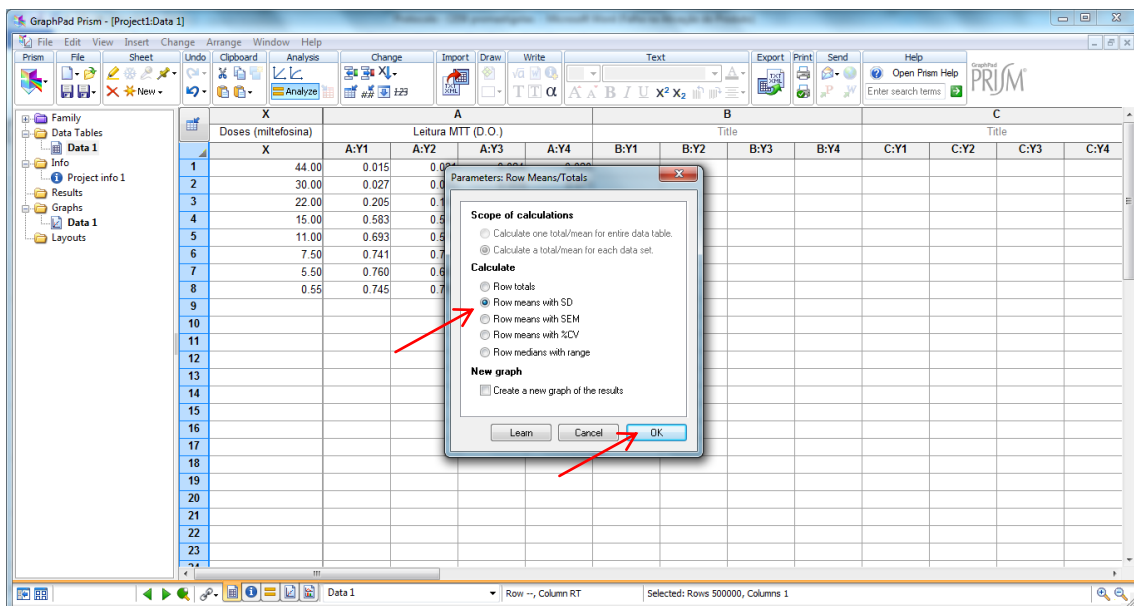 GraphPad Prism - [Project1:Data 1]
File Edit View Insert Change Arrange Window Help
Prism File Sheet Undo Clipboard Analysis Change Import Draw Write Text Export Print Send Help
Open Prism Help
New Analyze 123 Enter search terms
GraphPad PRISM
Family
Data Tables
Data 1
Info
Project info 1
Results
Graphs
Data 1
Layouts
X A B C
Doses (miltefosina) Leitura MTT (D.O.) Title Title
X A:Y1 A:Y2 A:Y3 A:Y4 B:Y1 B:Y2 B:Y3 B:Y4 C:Y1 C:Y2 C:Y3 C:Y4
1 44.00 0.015
2 30.00 0.027
3 22.00 0.205
4 15.00 0.583
5 11.00 0.693
6 7.50 0.741
7 5.50 0.760
8 0.55 0.745
9
10
11
12
13
14
15
16
17
18
19
20
21
22
23
Parameters: Row Means/Totals
Scope of calculations
Calculate one total/mean for entire data table.
Calculate a total/mean for each data set.
Calculate
Row totals
Row means with SD
Row means with SEM
Row means with %CV
Row medians with range
New graph
Create a new graph of the results
Learn Cancel OK
Data 1 Row --, Column RT Selected: Rows 500000, Columns 1